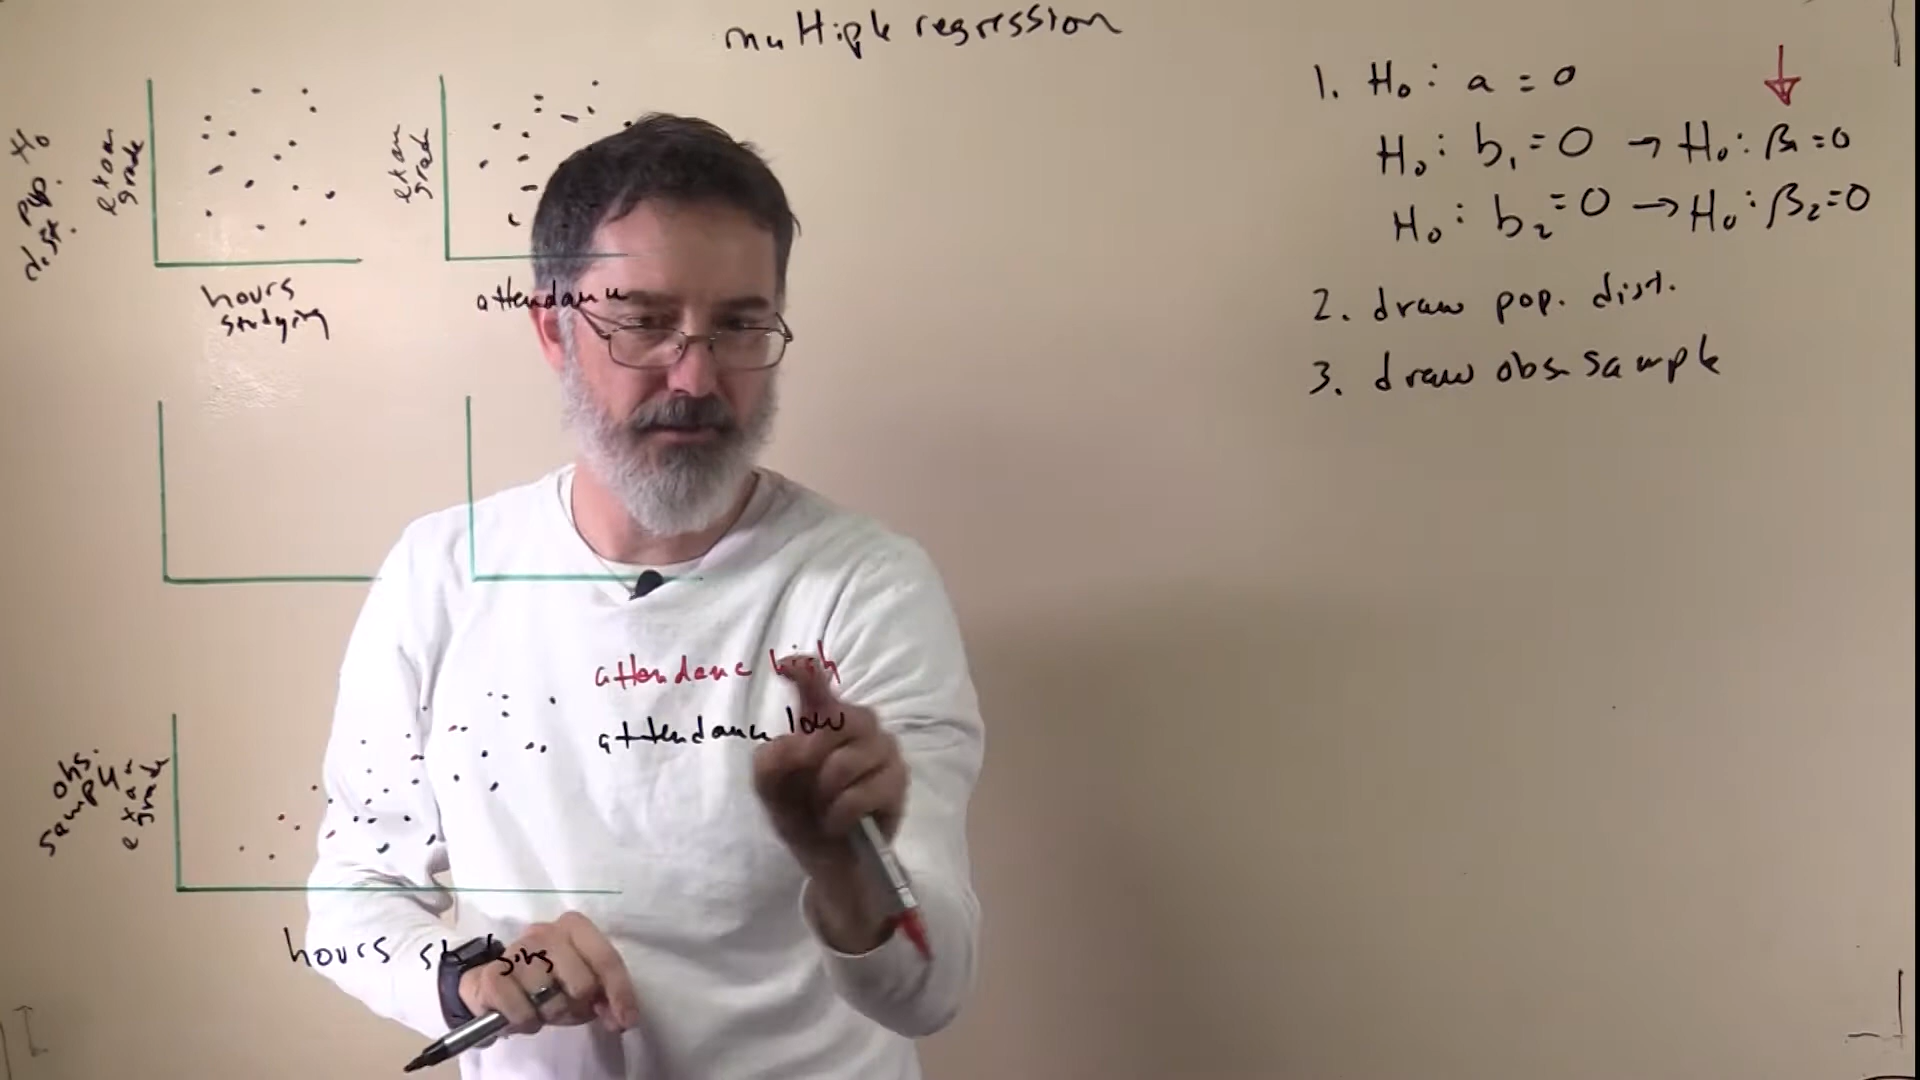 multiple regression
pop. H₀
dist.
exam
grade
hours
studying
exam
grade
attendance
1. H₀: a = 0
H₀: b₁ = 0 → H₀: β₁ = 0
H₀: b₂ = 0 → H₀: β₂ = 0
2. draw pop. dist.
3. draw obs. sample
attendance high
attendance low
obs.
sample
exam
grade
hours studying